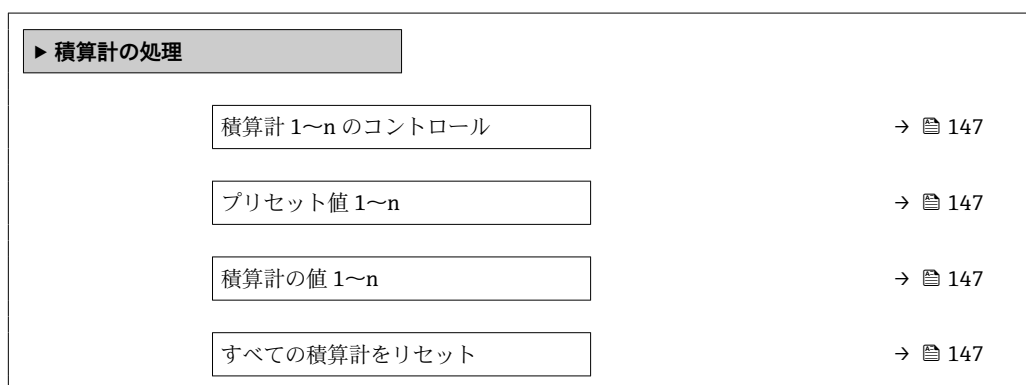 ▶ 積算計の処理
積算計 1～n のコントロール → 147
プリセット値 1～n → 147
積算計の値 1～n → 147
すべての積算計をリセット → 147